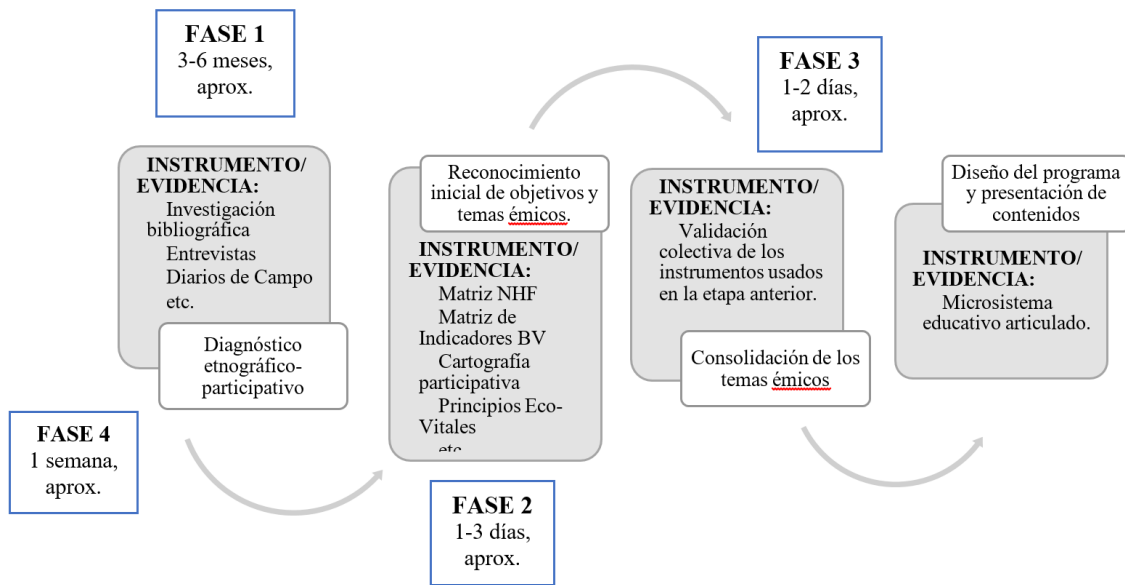 FASE 1
3-6 meses,
aprox.
INSTRUMENTO/
EVIDENCIA:
Investigación
bibliográfica
Entrevistas
Diarios de Campo
etc.
Diagnóstico
etnográfico-
participativo
FASE 4
1 semana,
aprox.
Reconocimiento
inicial de objetivos y
temas émicos.
INSTRUMENTO/
EVIDENCIA:
Matriz NHF
Matriz de
Indicadores BV
Cartografía
participativa
Principios Eco-
Vitales
etc
FASE 2
1-3 días,
aprox.
FASE 3
1-2 días,
aprox.
INSTRUMENTO/
EVIDENCIA:
Validación
colectiva de los
instrumentos usados
en la etapa anterior.
Consolidación de los
temas émicos
Diseño del programa
y presentación de
contenidos
INSTRUMENTO/
EVIDENCIA:
Microsistema
educativo articulado.